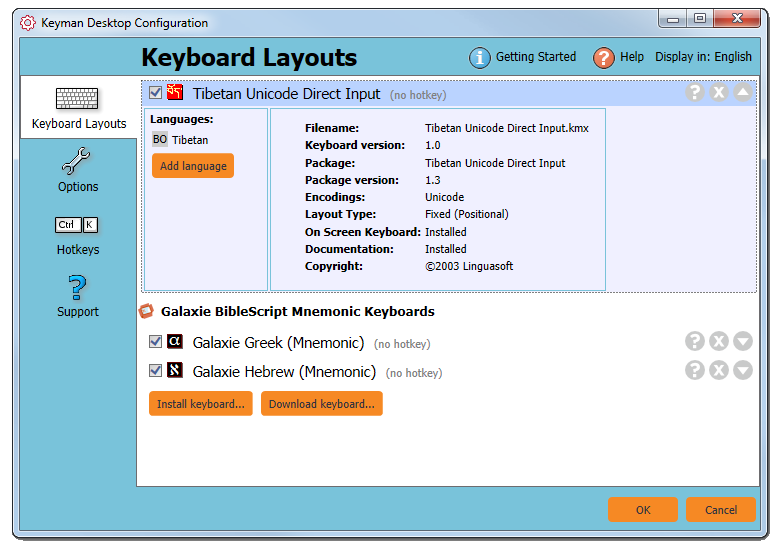 Keyman Desktop Configuration
Keyboard Layouts
Getting Started
Help
Display in: English
Keyboard Layouts
Options
Ctrl K
Hotkeys
Support
Tibetan Unicode Direct Input (no hotkey)
Languages:
BO Tibetan
Add language
Filename: Tibetan Unicode Direct Input.kmx
Keyboard version: 1.0
Package: Tibetan Unicode Direct Input
Package version: 1.3
Encodings: Unicode
Layout Type: Fixed (Positional)
On Screen Keyboard: Installed
Documentation: Installed
Copyright: ©2003 Linguasoft
Galaxie BibleScript Mnemonic Keyboards
α Galaxie Greek (Mnemonic) (no hotkey)
א Galaxie Hebrew (Mnemonic) (no hotkey)
Install keyboard... Download keyboard...
OK Cancel